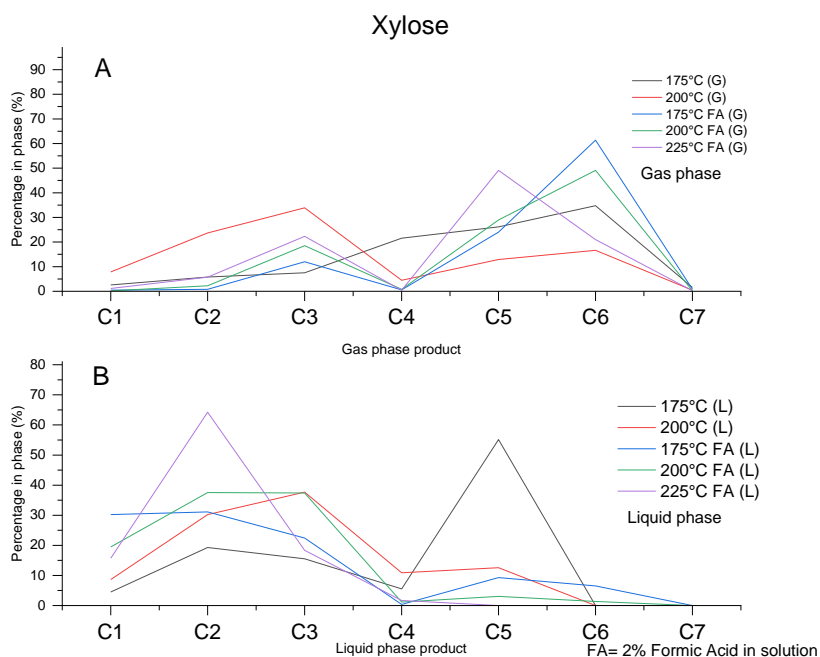 Xylose
A
Percentage in phase (%)
90
80
70
60
50
40
30
20
10
0
175°C (G)
200°C (G)
175°C FA (G)
200°C FA (G)
225°C FA (G)
Gas phase
C1 C2 C3 C4 C5 C6 C7
Gas phase product
B
Percentage in phase (%)
80
70
60
50
40
30
20
10
0
175°C (L)
200°C (L)
175°C FA (L)
200°C FA (L)
225°C FA (L)
Liquid phase
C1 C2 C3 C4 C5 C6 C7
Liquid phase product
FA= 2% Formic Acid in solution